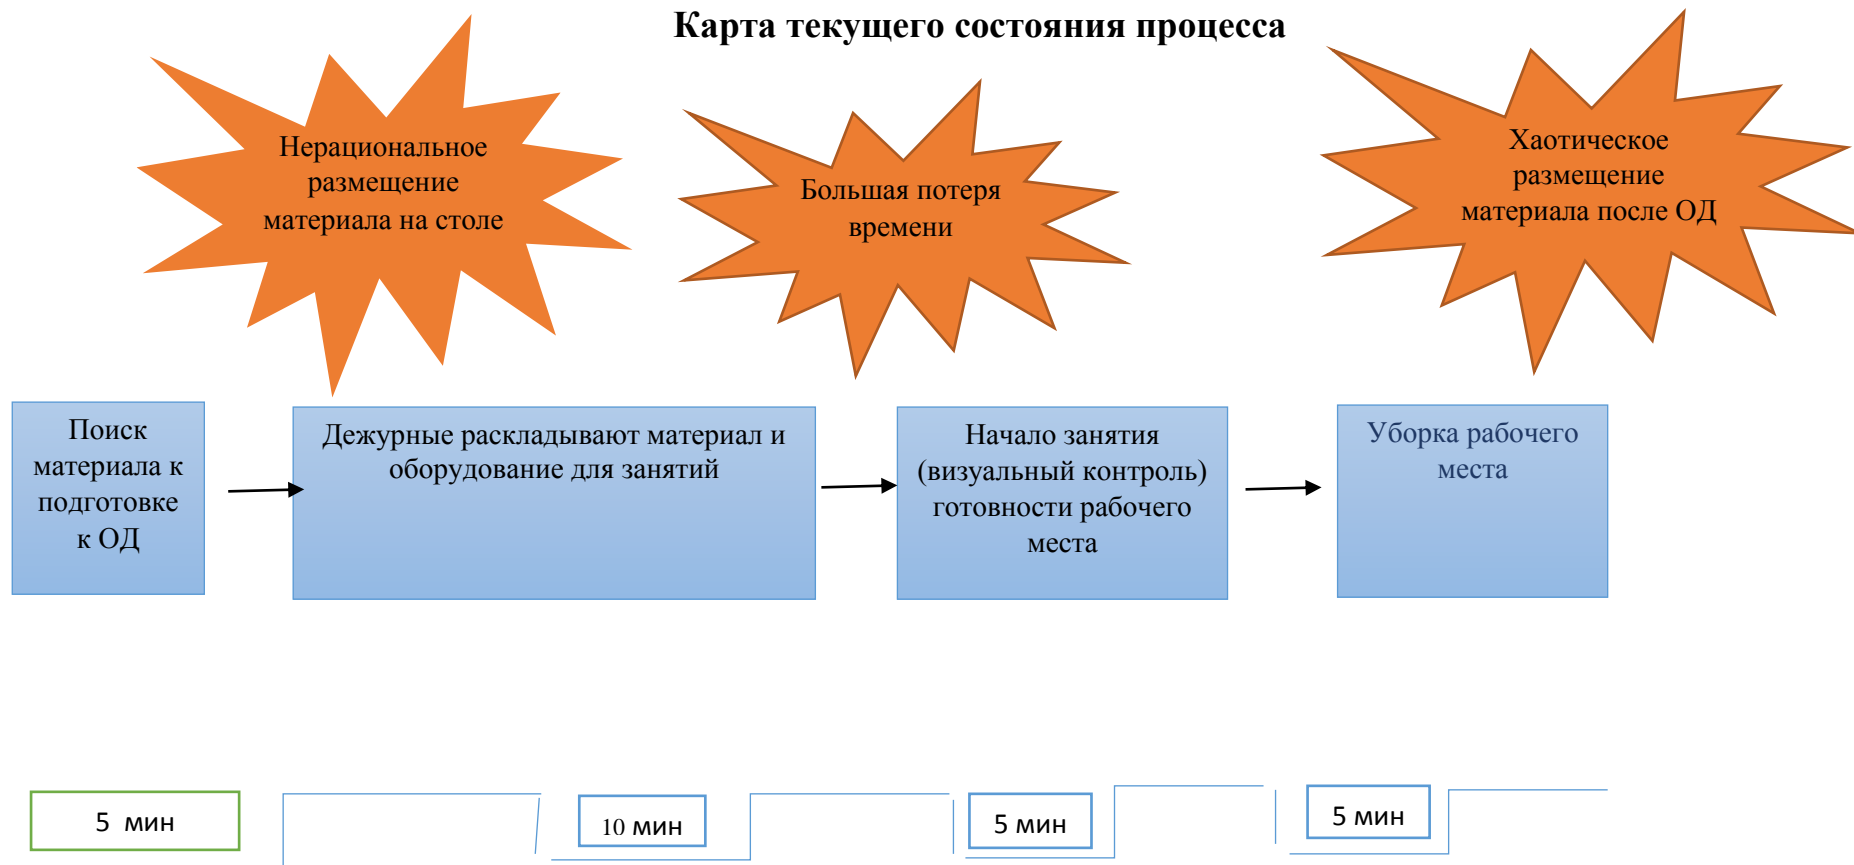 Карта текущего состояния процесса
Нерациональное
размещение
материала на столе
Большая потеря
времени
Хаотическое
размещение
материала после ОД
Поиск
материала к
подготовке
к ОД
Дежурные раскладывают материал и
оборудование для занятий
Начало занятия
(визуальный контроль)
готовности рабочего
места
Уборка рабочего
места
5 мин
10 мин
5 мин
5 мин